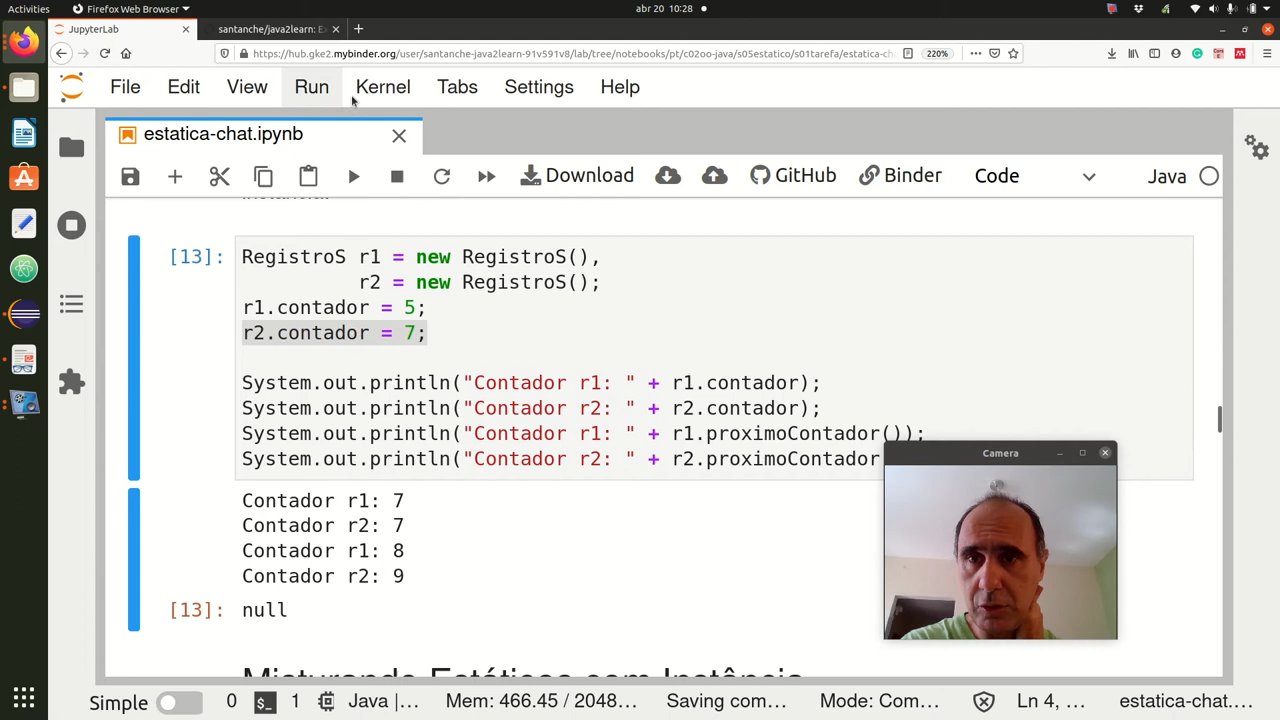 Activities
Firefox Web Browser
abr 20 10:28
JupyterLab
santanche/java2learn: Ex
https://hub.gke2.mybinder.org/user/santanche-java2learn-91v591v8/lab/tree/notebooks/pt/c02oo-java/s05estatico/s01tarefa/estatica-ch
220%
File Edit View Run Kernel Tabs Settings Help
estatica-chat.ipynb
Download
GitHub
Binder
Code
Java
[13]:
RegistroS r1 = new RegistroS(),
r2 = new RegistroS();
r1.contador = 5;
r2.contador = 7;
System.out.println("Contador r1: " + r1.contador);
System.out.println("Contador r2: " + r2.contador);
System.out.println("Contador r1: " + r1.proximoContador());
System.out.println("Contador r2: " + r2.proximoContador
Camera
Contador r1: 7
Contador r2: 7
Contador r1: 8
Contador r2: 9
[13]: null
Misturando Estáticos com Instância
Simple 0 1 Java |... Mem: 466.45 / 2048... Saving com... Mode: Com... Ln 4, ... estatica-chat....